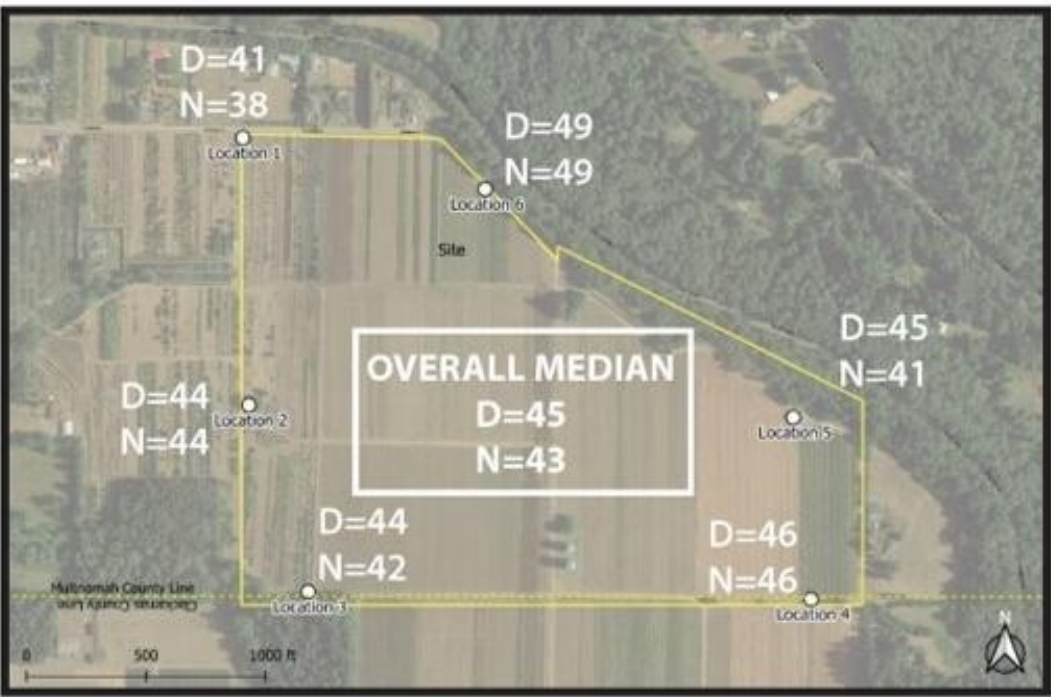 D=41
N=38
Location 1
D=49
N=49
Location 6
Site
OVERALL MEDIAN
D=45
N=43
D=45
N=41
Location 5
D=44
N=44
Location 2
D=44
N=42
Location 3
D=46
N=46
Location 4
Multnomah County Line
Clackamas County Line
0 500 1000 ft
N